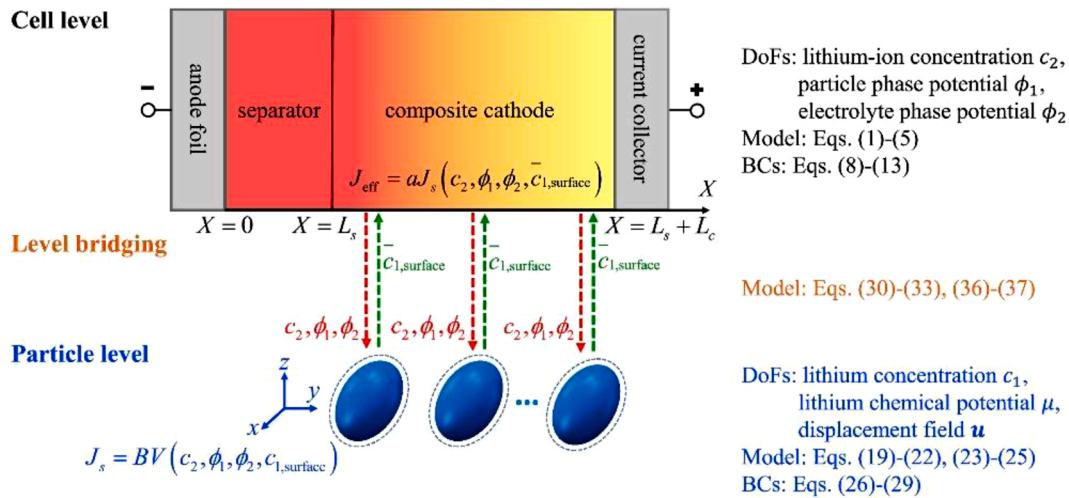 Cell level
-
anode foil
separator
composite cathode
current collector
+
J_eff = aJ_s(c_2, ϕ_1, ϕ_2, c̄_1,surface)
X
X = 0
X = L_s
X = L_s + L_c
DoFs: lithium-ion concentration c_2,
particle phase potential ϕ_1,
electrolyte phase potential ϕ_2
Model: Eqs. (1)-(5)
BCs: Eqs. (8)-(13)
Level bridging
c̄_1,surface
c̄_1,surface
c̄_1,surface
c_2, ϕ_1, ϕ_2
c_2, ϕ_1, ϕ_2
c_2, ϕ_1, ϕ_2
Model: Eqs. (30)-(33), (36)-(37)
Particle level
z
y
x
...
J_s = BV(c_2, ϕ_1, ϕ_2, c_1,surface)
DoFs: lithium concentration c_1,
lithium chemical potential μ,
displacement field u
Model: Eqs. (19)-(22), (23)-(25)
BCs: Eqs. (26)-(29)